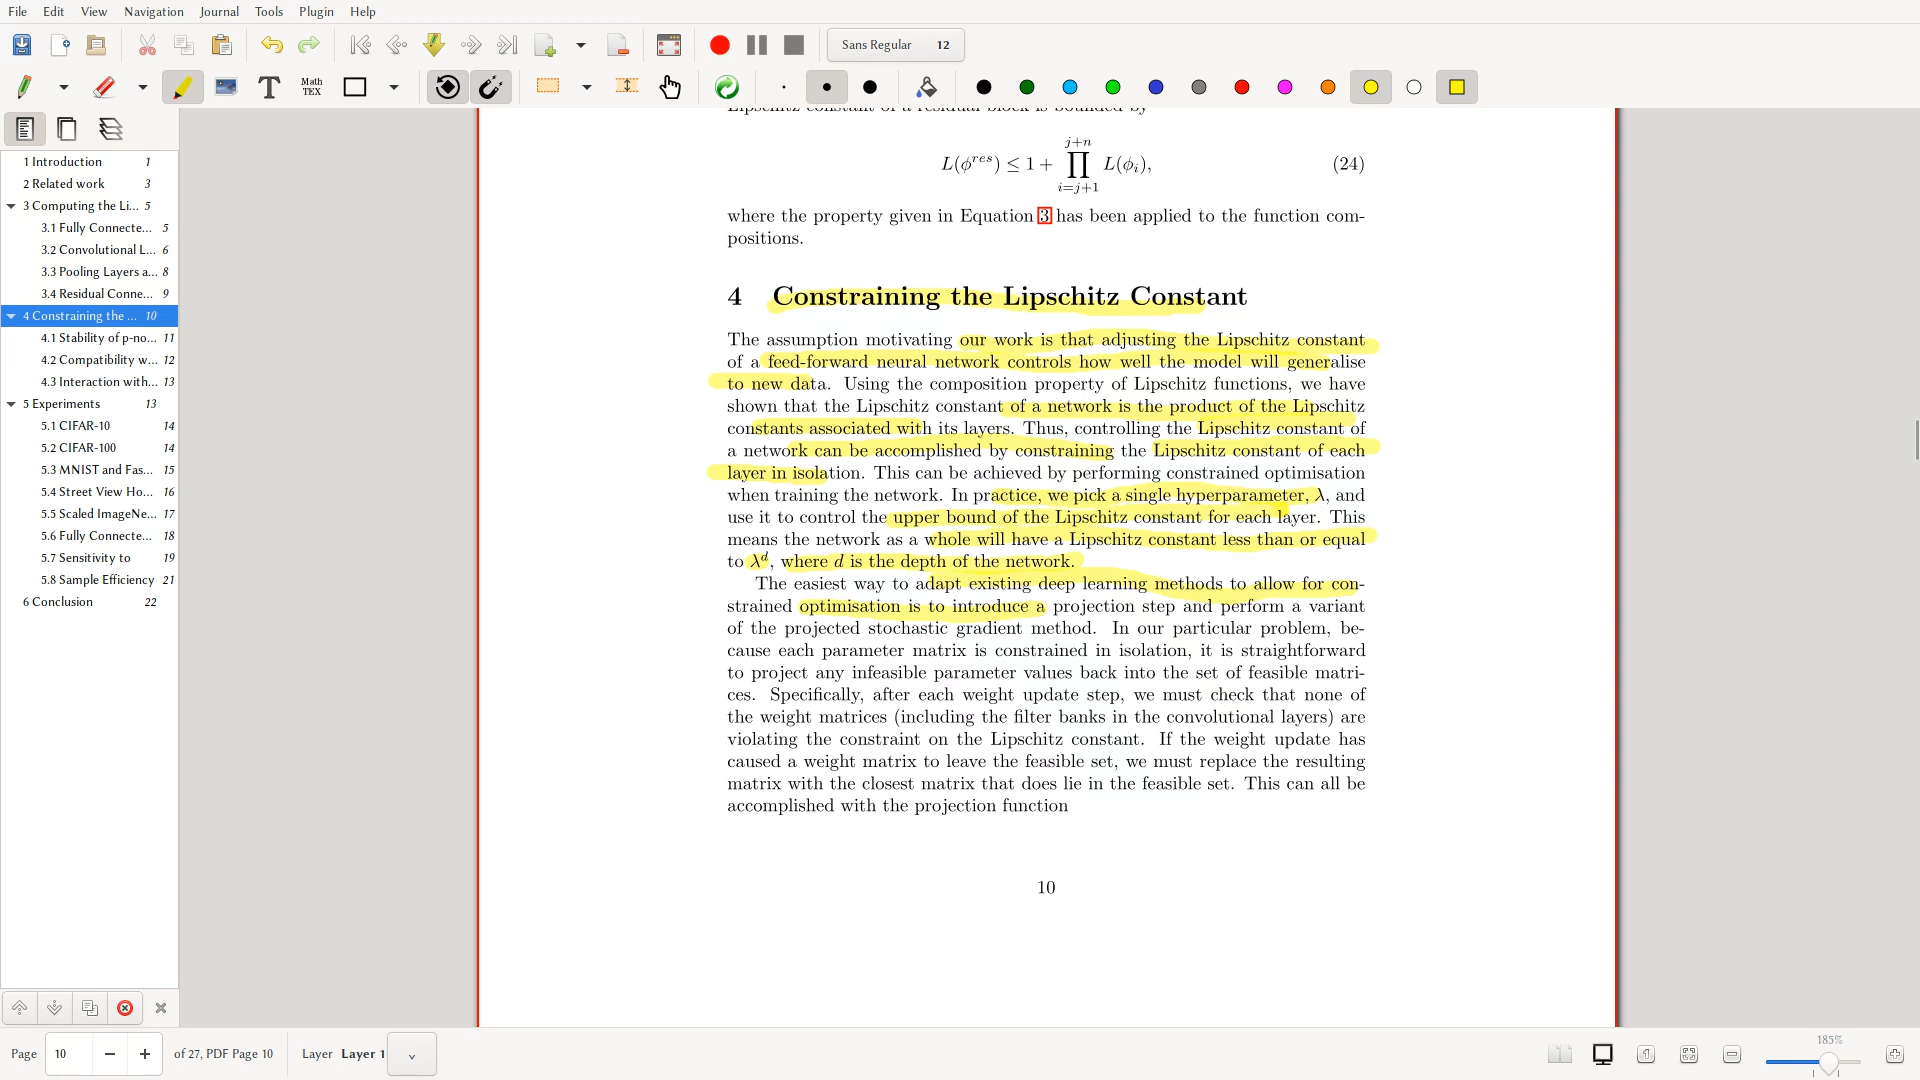 File Edit View Navigation Journal Tools Plugin Help
Sans Regular 12
Math
TEX
1 Introduction 1
2 Related work 3
3 Computing the Li... 5
3.1 Fully Connecte... 5
3.2 Convolutional L... 6
3.3 Pooling Layers a... 8
3.4 Residual Conne... 9
4 Constraining the ... 10
4.1 Stability of p-no... 11
4.2 Compatibility w... 12
4.3 Interaction with... 13
5 Experiments 13
5.1 CIFAR-10 14
5.2 CIFAR-100 14
5.3 MNIST and Fas... 15
5.4 Street View Ho... 16
5.5 Scaled ImageNe... 17
5.6 Fully Connecte... 18
5.7 Sensitivity to 19
5.8 Sample Efficiency 21
6 Conclusion 22
Lipschitz constant of a residual block is bounded by
L(ϕ^{res}) ≤ 1 + ∏_{i=j+1}^{j+n} L(ϕ_i), (24)
where the property given in Equation 3 has been applied to the function com-
positions.
4 Constraining the Lipschitz Constant
The assumption motivating our work is that adjusting the Lipschitz constant
of a feed-forward neural network controls how well the model will generalise
to new data. Using the composition property of Lipschitz functions, we have
shown that the Lipschitz constant of a network is the product of the Lipschitz
constants associated with its layers. Thus, controlling the Lipschitz constant of
a network can be accomplished by constraining the Lipschitz constant of each
layer in isolation. This can be achieved by performing constrained optimisation
when training the network. In practice, we pick a single hyperparameter, λ, and
use it to control the upper bound of the Lipschitz constant for each layer. This
means the network as a whole will have a Lipschitz constant less than or equal
to λ^d, where d is the depth of the network.
The easiest way to adapt existing deep learning methods to allow for con-
strained optimisation is to introduce a projection step and perform a variant
of the projected stochastic gradient method. In our particular problem, be-
cause each parameter matrix is constrained in isolation, it is straightforward
to project any infeasible parameter values back into the set of feasible matri-
ces. Specifically, after each weight update step, we must check that none of
the weight matrices (including the filter banks in the convolutional layers) are
violating the constraint on the Lipschitz constant. If the weight update has
caused a weight matrix to leave the feasible set, we must replace the resulting
matrix with the closest matrix that does lie in the feasible set. This can all be
accomplished with the projection function
10
Page 10 of 27, PDF Page 10 Layer Layer 1
185%